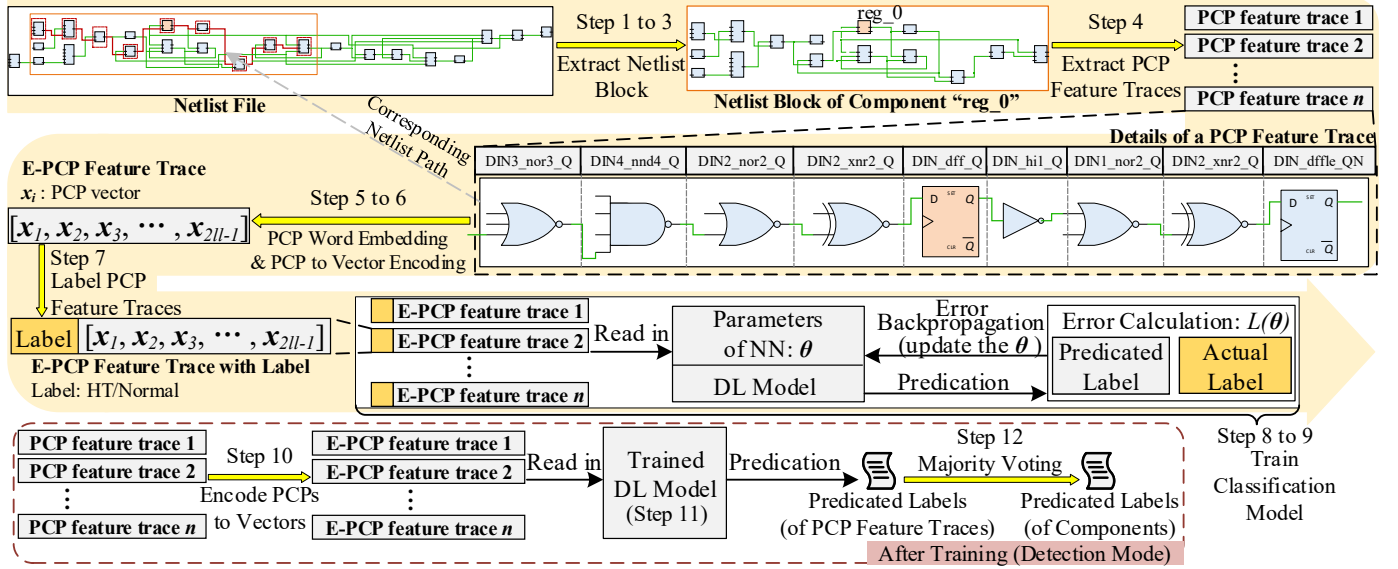 Netlist File
Step 1 to 3
Extract Netlist
Block
reg_0
Netlist Block of Component “reg_0”
Step 4
Extract PCP
Feature Traces
PCP feature trace 1
PCP feature trace 2
⋮
PCP feature trace n
Corresponding
Netlist Path
Details of a PCP Feature Trace
DIN3_nor3_Q
DIN4_nnd4_Q
DIN2_nor2_Q
DIN2_xnr2_Q
DIN_dff_Q
DIN_hi1_Q
DIN1_nor2_Q
DIN2_xnr2_Q
DIN_dffle_QN
D SET Q
CLR Q
D SET Q
CLR Q
E-PCP Feature Trace
xi : PCP vector
[x1, x2, x3, ⋯ , x2ll-1]
Step 5 to 6
PCP Word Embedding
& PCP to Vector Encoding
Step 7
Label PCP
Feature Traces
Label [x1, x2, x3, ⋯ , x2ll-1]
E-PCP Feature Trace with Label
Label: HT/Normal
E-PCP feature trace 1
E-PCP feature trace 2
⋮
E-PCP feature trace n
Read in
Parameters
of NN: θ
DL Model
Error
Backpropagation
(update the θ )
Predication
Error Calculation: L(θ)
Predicated
Label
Actual
Label
Step 8 to 9
Train
Classification
Model
PCP feature trace 1
PCP feature trace 2
⋮
PCP feature trace n
Step 10
Encode PCPs
to Vectors
E-PCP feature trace 1
E-PCP feature trace 2
⋮
E-PCP feature trace n
Read in
Trained
DL Model
(Step 11)
Predication
Predicated Labels
(of PCP Feature Traces)
Step 12
Majority Voting
Predicated Labels
(of Components)
After Training (Detection Mode)